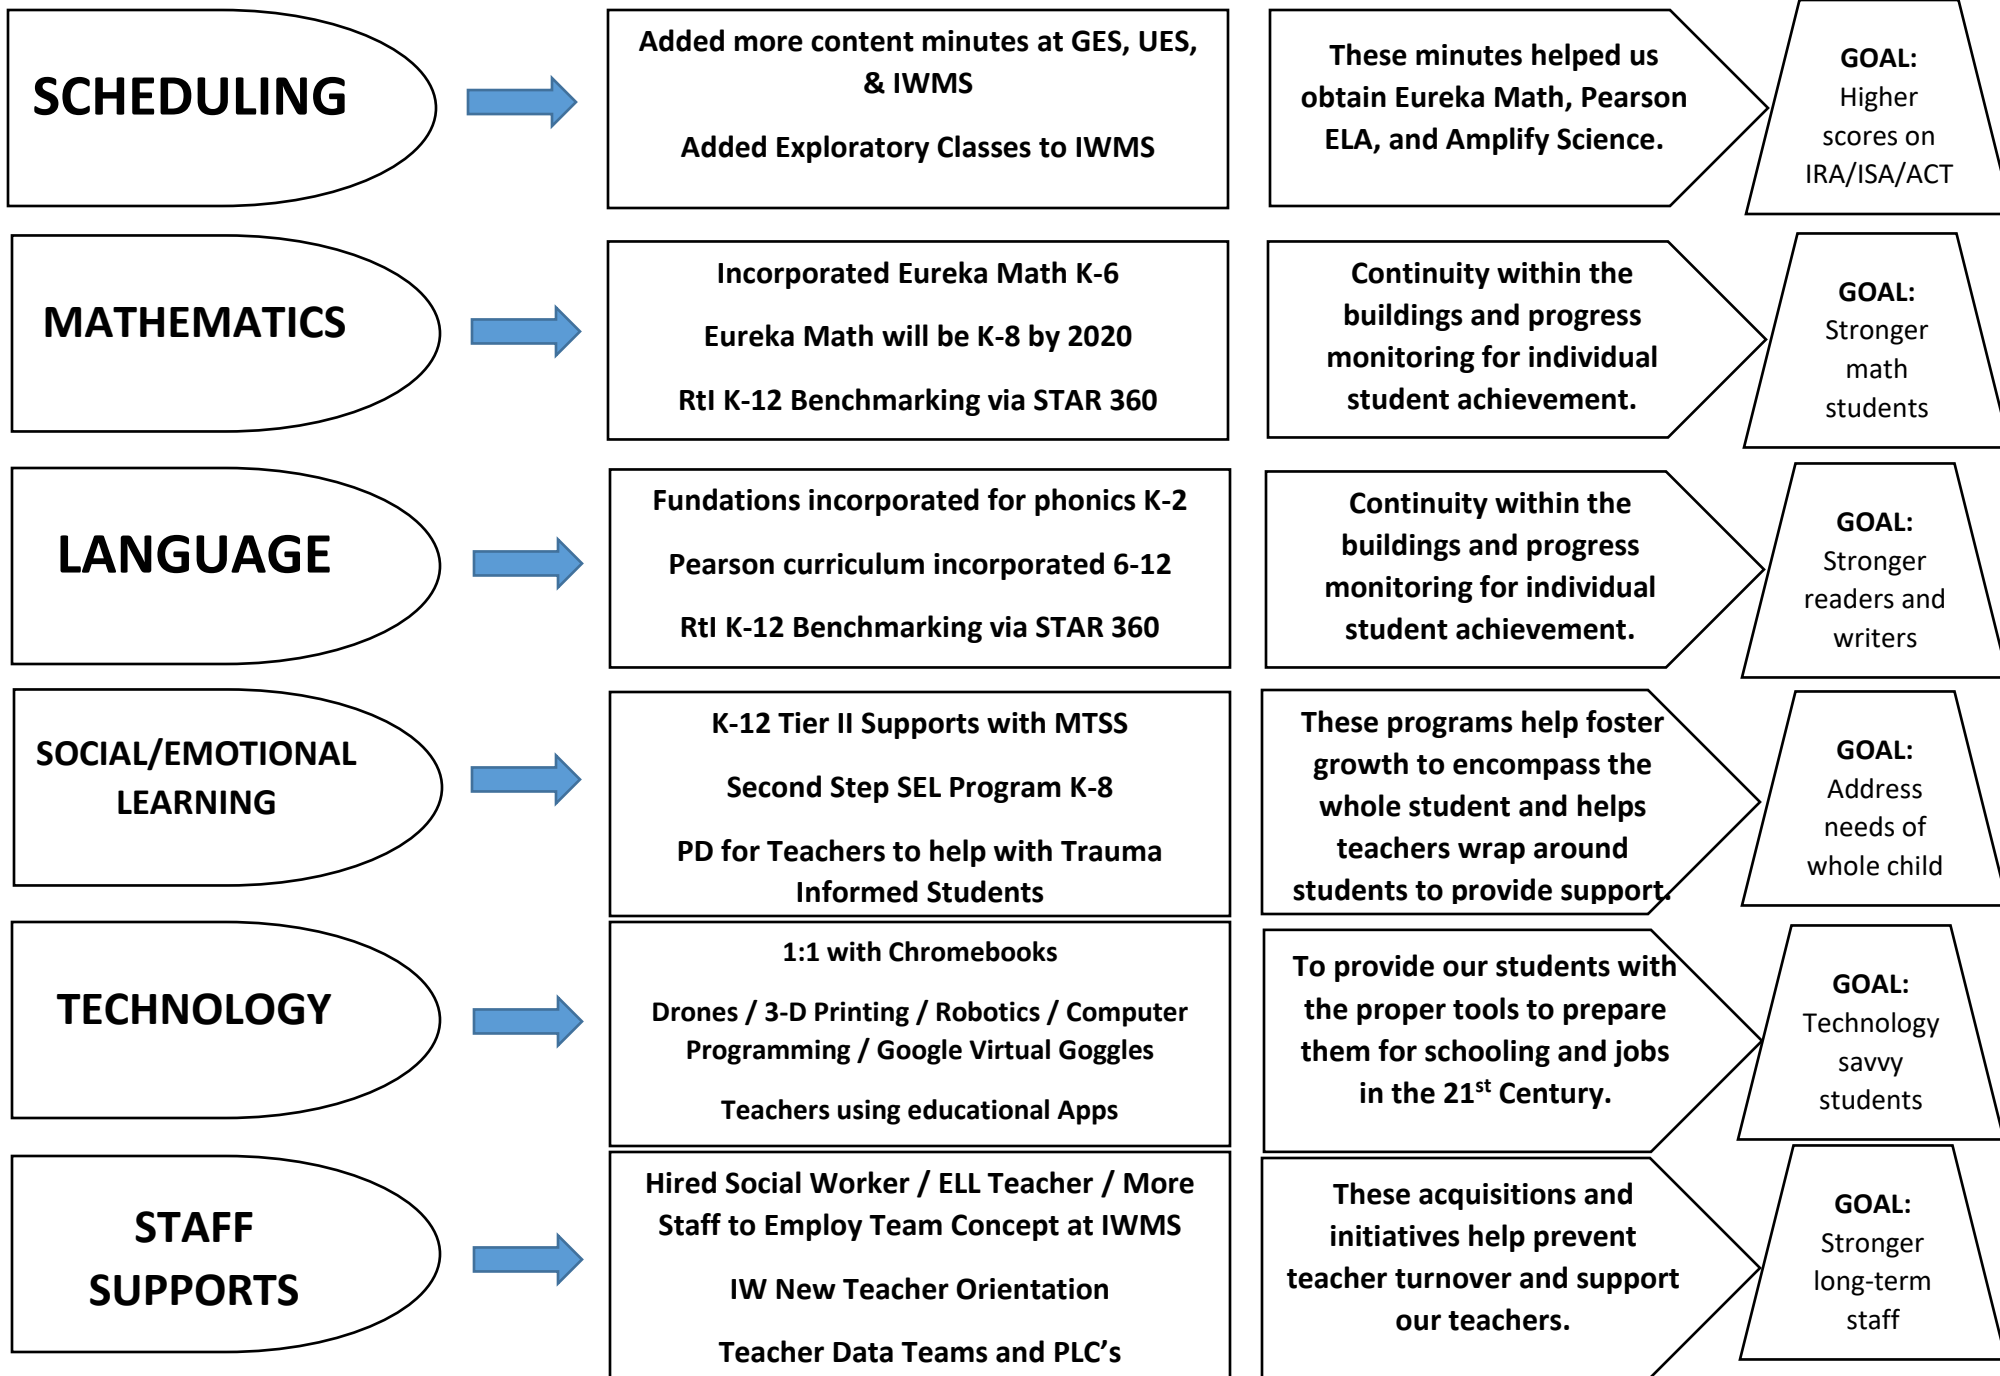 SCHEDULING
Added more content minutes at GES, UES,
& IWMS
Added Exploratory Classes to IWMS
These minutes helped us
obtain Eureka Math, Pearson
ELA, and Amplify Science.
GOAL:
Higher
scores on
IRA/ISA/ACT
MATHEMATICS
Incorporated Eureka Math K-6
Eureka Math will be K-8 by 2020
RtI K-12 Benchmarking via STAR 360
Continuity within the
buildings and progress
monitoring for individual
student achievement.
GOAL:
Stronger
math
students
LANGUAGE
Fundations incorporated for phonics K-2
Pearson curriculum incorporated 6-12
RtI K-12 Benchmarking via STAR 360
Continuity within the
buildings and progress
monitoring for individual
student achievement.
GOAL:
Stronger
readers and
writers
SOCIAL/EMOTIONAL
LEARNING
K-12 Tier II Supports with MTSS
Second Step SEL Program K-8
PD for Teachers to help with Trauma
Informed Students
These programs help foster
growth to encompass the
whole student and helps
teachers wrap around
students to provide support.
GOAL:
Address
needs of
whole child
TECHNOLOGY
1:1 with Chromebooks
Drones / 3-D Printing / Robotics / Computer
Programming / Google Virtual Goggles
Teachers using educational Apps
To provide our students with
the proper tools to prepare
them for schooling and jobs
in the 21st Century.
GOAL:
Technology
savvy
students
STAFF
SUPPORTS
Hired Social Worker / ELL Teacher / More
Staff to Employ Team Concept at IWMS
IW New Teacher Orientation
Teacher Data Teams and PLC’s
These acquisitions and
initiatives help prevent
teacher turnover and support
our teachers.
GOAL:
Stronger
long-term
staff